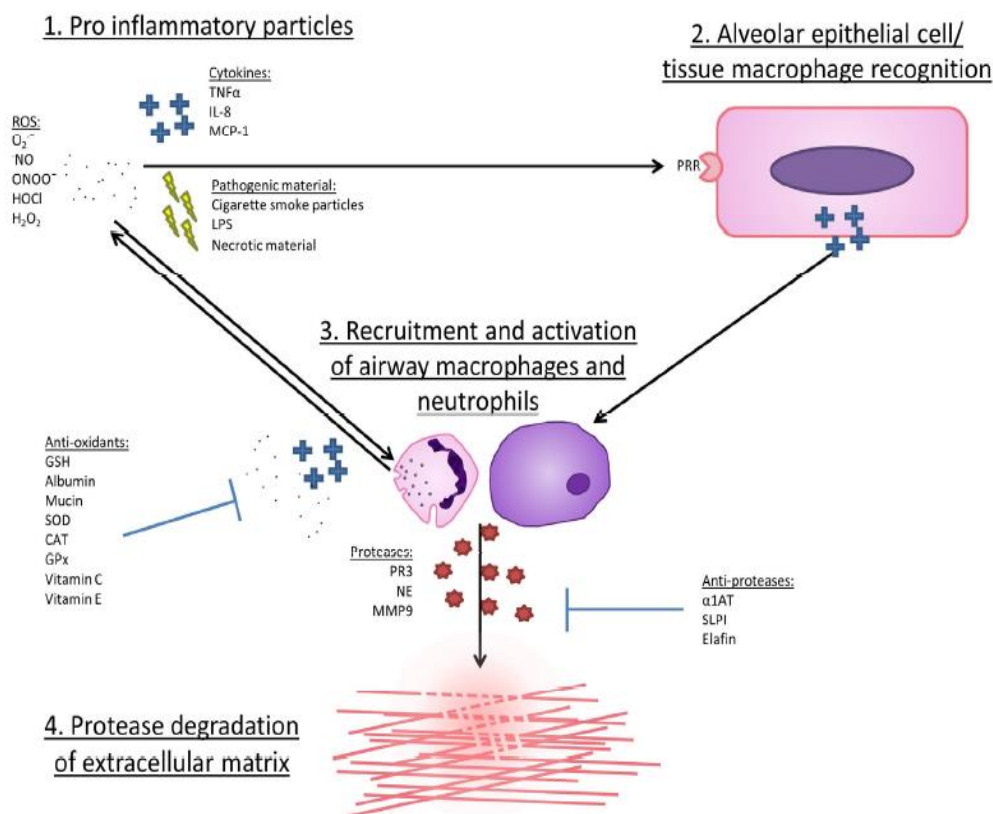 1. Pro inflammatory particles
2. Alveolar epithelial cell/
tissue macrophage recognition
Cytokines:
TNFα
IL-8
MCP-1
ROS:
O₂·⁻
·NO
ONOO⁻
HOCl
H₂O₂
PRR
Pathogenic material:
Cigarette smoke particles
LPS
Necrotic material
3. Recruitment and activation
of airway macrophages and
neutrophils
Anti-oxidants:
GSH
Albumin
Mucin
SOD
CAT
GPx
Vitamin C
Vitamin E
Proteases:
PR3
NE
MMP9
Anti-proteases:
α1AT
SLPI
Elafin
4. Protease degradation
of extracellular matrix